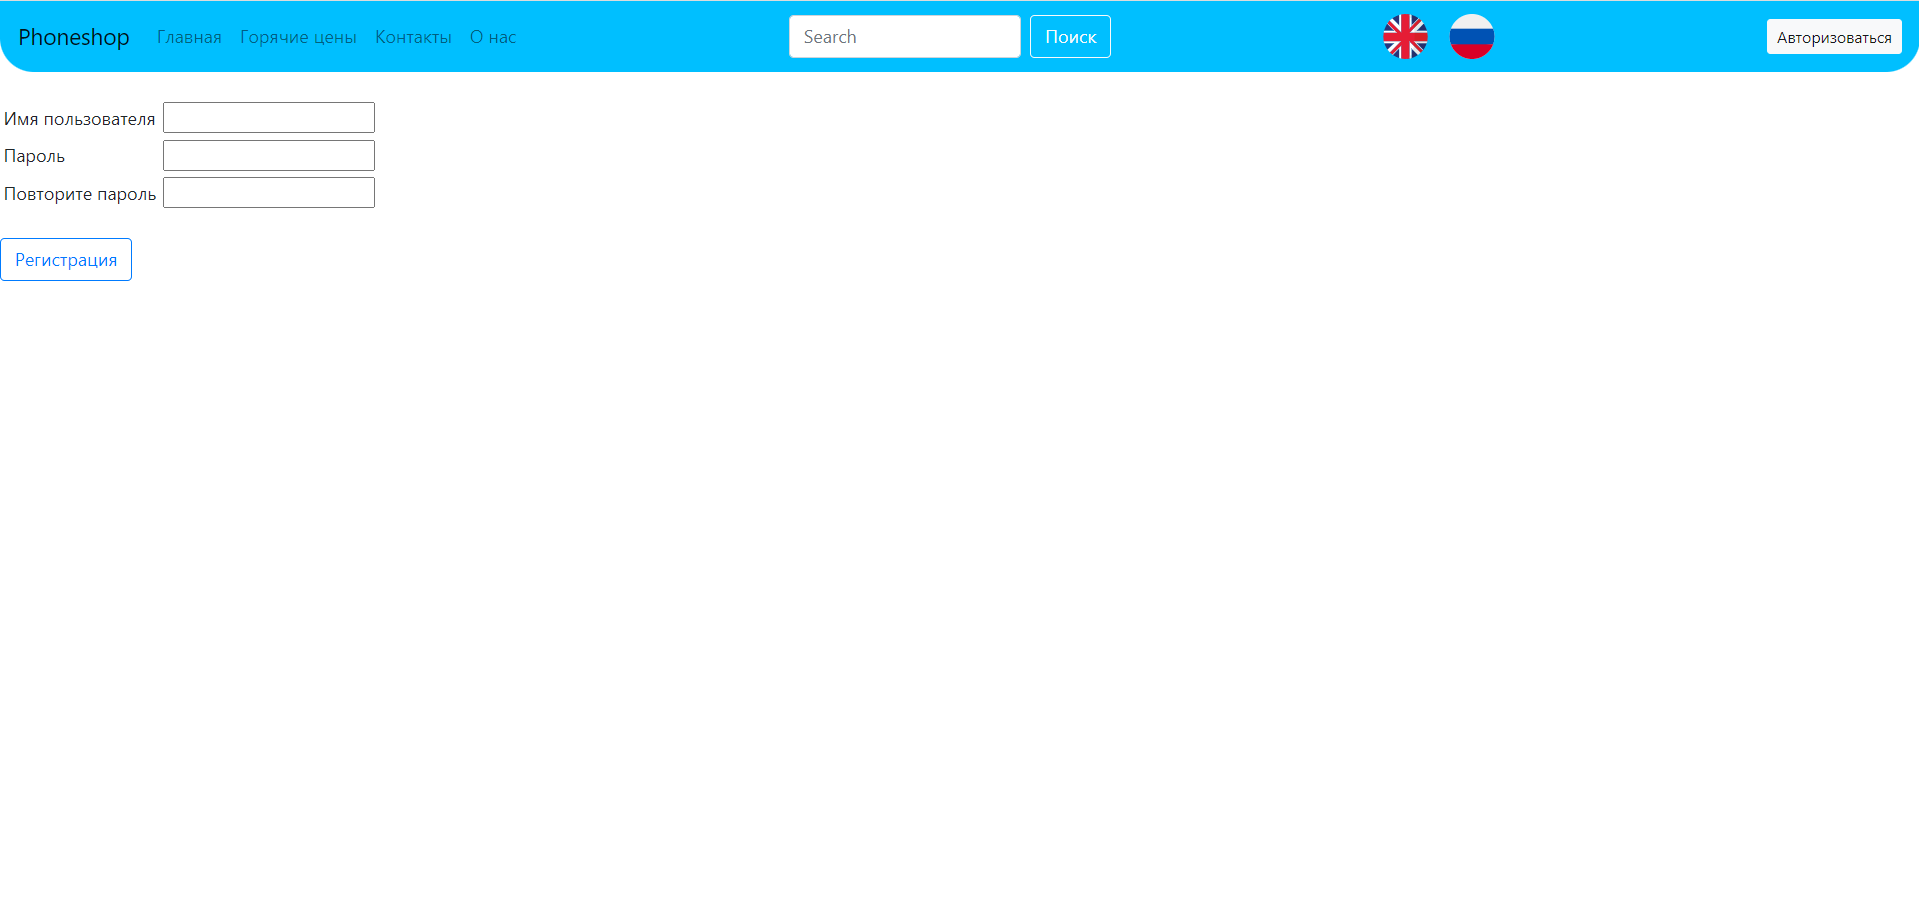 Phoneshop Главная Горячие цены Контакты О нас Search Поиск Авторизоваться
Имя пользователя
Пароль
Повторите пароль
Регистрация